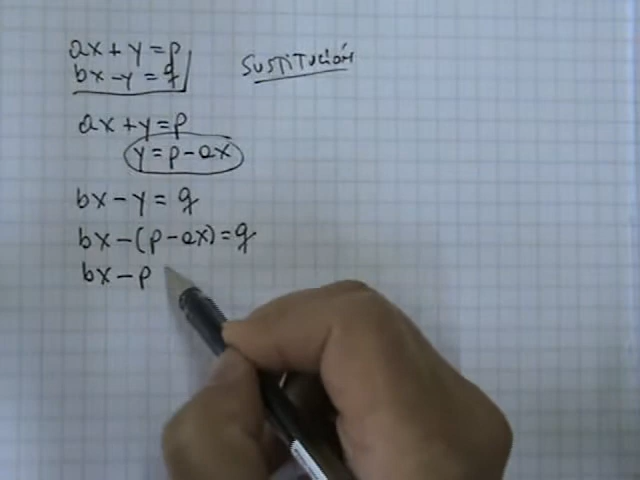 ax + y = p
bx - y = q
SUSTITUCIÓN
ax + y = p
y = p - ax
bx - y = q
bx - (p - ax) = q
bx - p